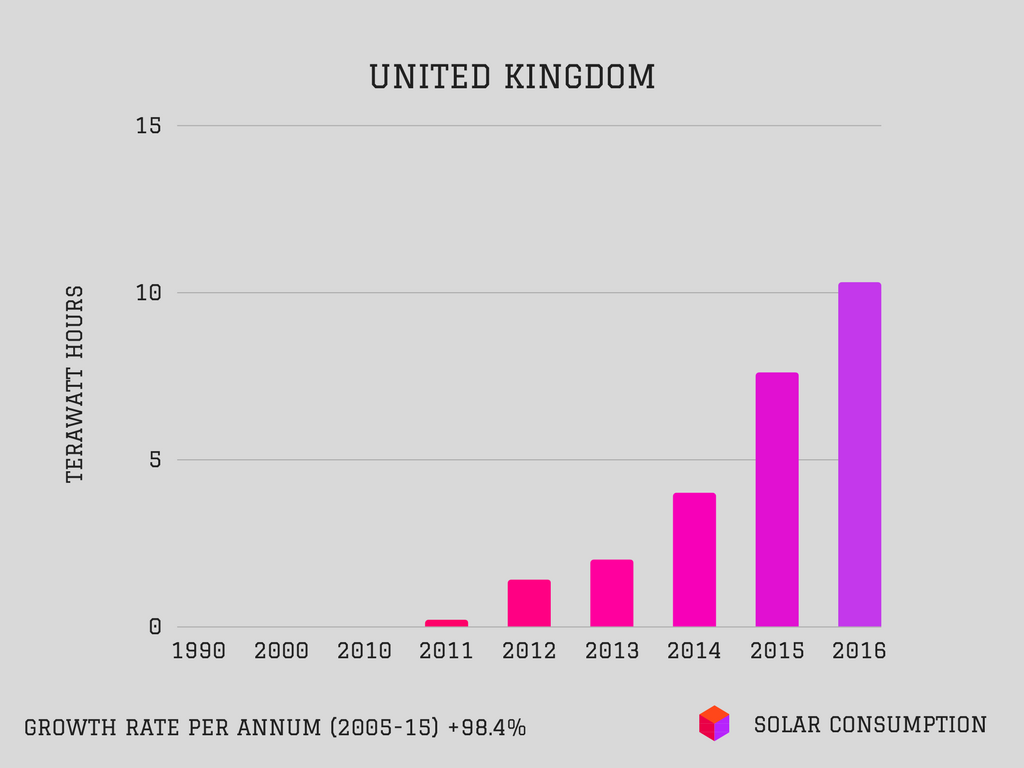 UNITED KINGDOM
15
10
5
0
TERAWATT HOURS
1990 2000 2010 2011 2012 2013 2014 2015 2016
GROWTH RATE PER ANNUM (2005-15) +98.4%
SOLAR CONSUMPTION